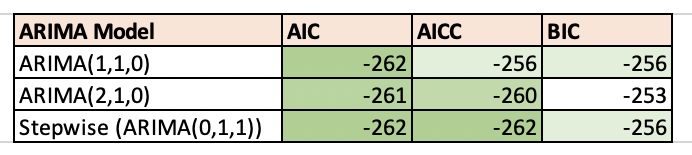 ARIMA Model AIC AICC BIC
ARIMA(1,1,0) -262 -256 -256
ARIMA(2,1,0) -261 -260 -253
Stepwise (ARIMA(0,1,1)) -262 -262 -256